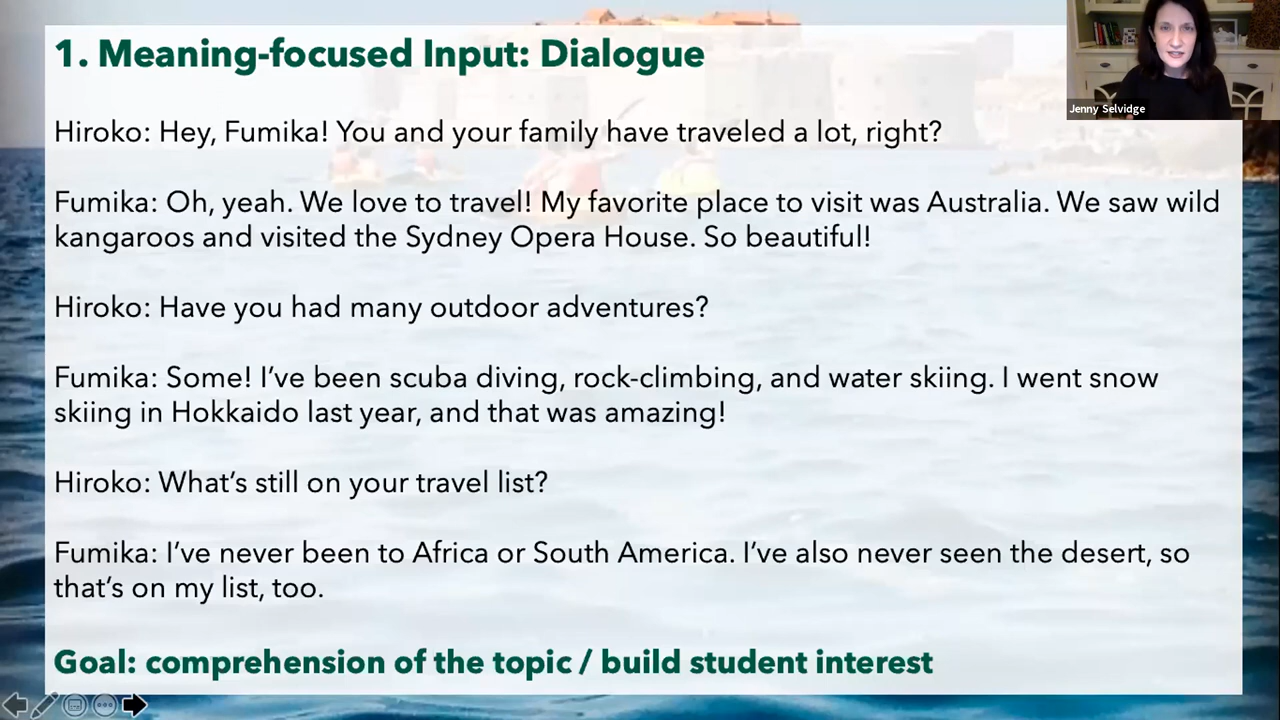 1. Meaning-focused Input: Dialogue
Jenny Selvidge
Hiroko: Hey, Fumika! You and your family have traveled a lot, right?
Fumika: Oh, yeah. We love to travel! My favorite place to visit was Australia. We saw wild
kangaroos and visited the Sydney Opera House. So beautiful!
Hiroko: Have you had many outdoor adventures?
Fumika: Some! I’ve been scuba diving, rock-climbing, and water skiing. I went snow
skiing in Hokkaido last year, and that was amazing!
Hiroko: What’s still on your travel list?
Fumika: I’ve never been to Africa or South America. I’ve also never seen the desert, so
that’s on my list, too.
Goal: comprehension of the topic / build student interest